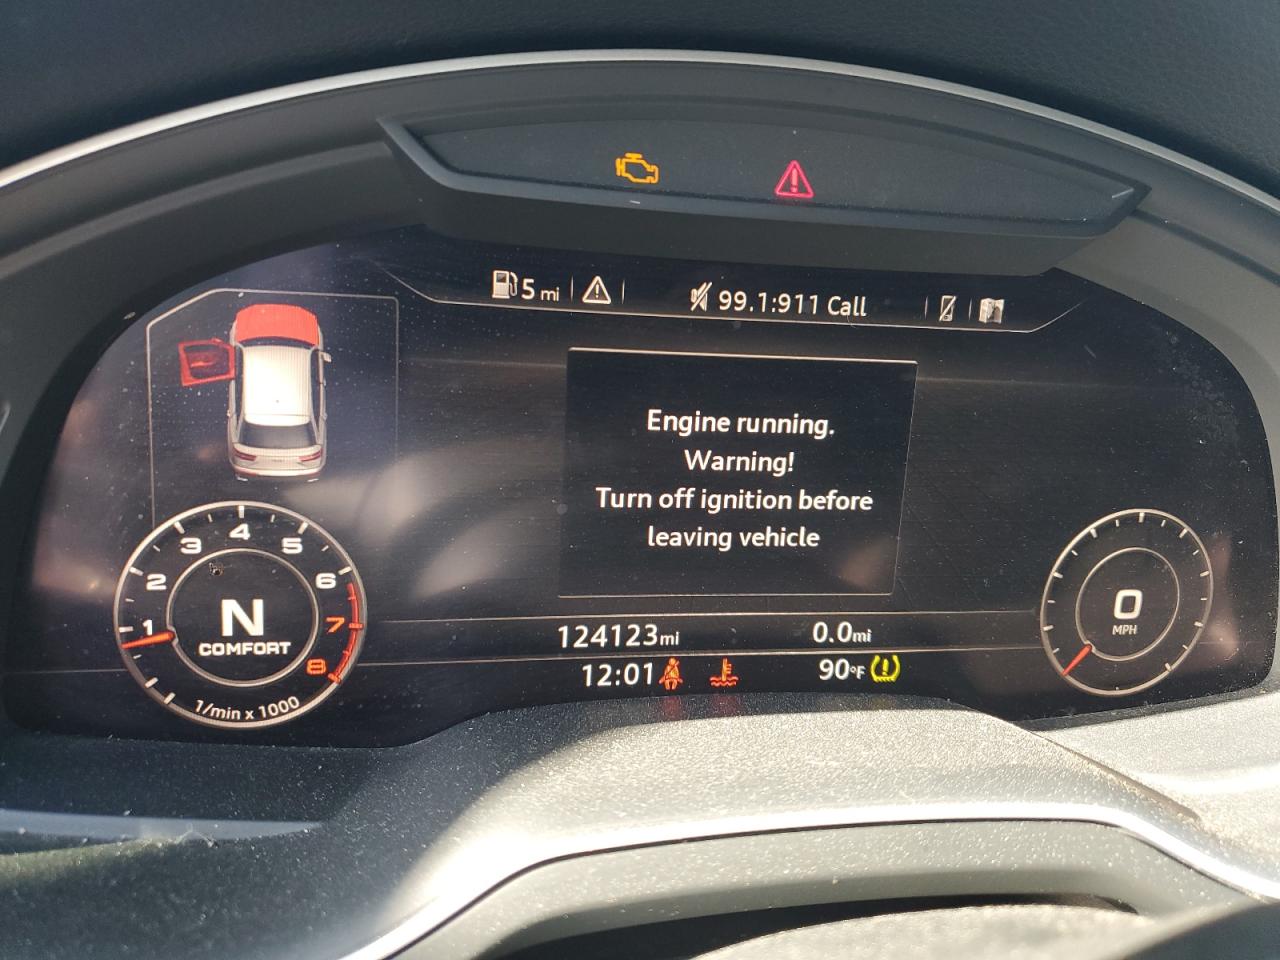 5 mi
99.1:911 Call
Engine running.
Warning!
Turn off ignition before
leaving vehicle
1 2 3 4 5 6 7 8
N
COMFORT
1/min x 1000
0
MPH
124123mi
0.0mi
12:01
90°F